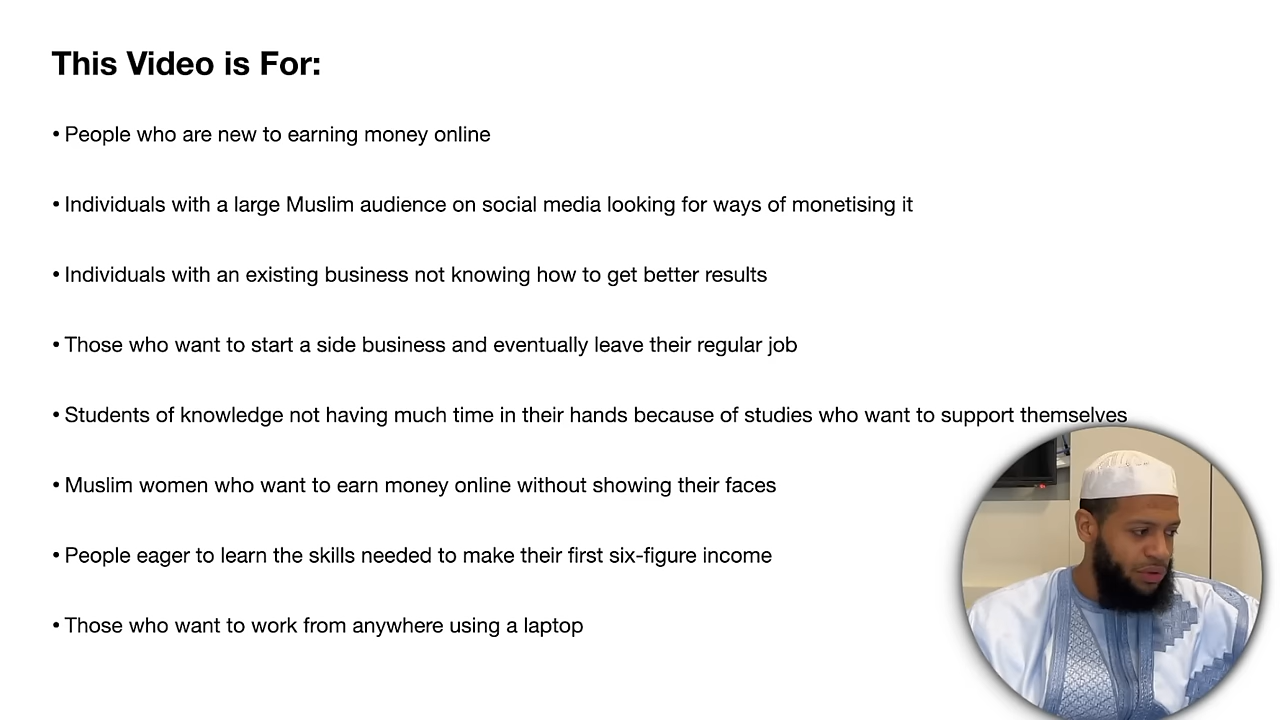 This Video is For:
• People who are new to earning money online
• Individuals with a large Muslim audience on social media looking for ways of monetising it
• Individuals with an existing business not knowing how to get better results
• Those who want to start a side business and eventually leave their regular job
• Students of knowledge not having much time in their hands because of studies who want to support themselves
• Muslim women who want to earn money online without showing their faces
• People eager to learn the skills needed to make their first six-figure income
• Those who want to work from anywhere using a laptop